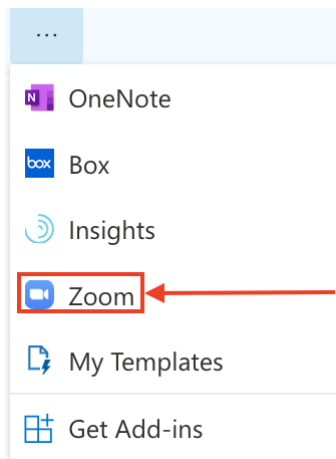 ...
N OneNote
box Box
Insights
Zoom
My Templates
Get Add-ins